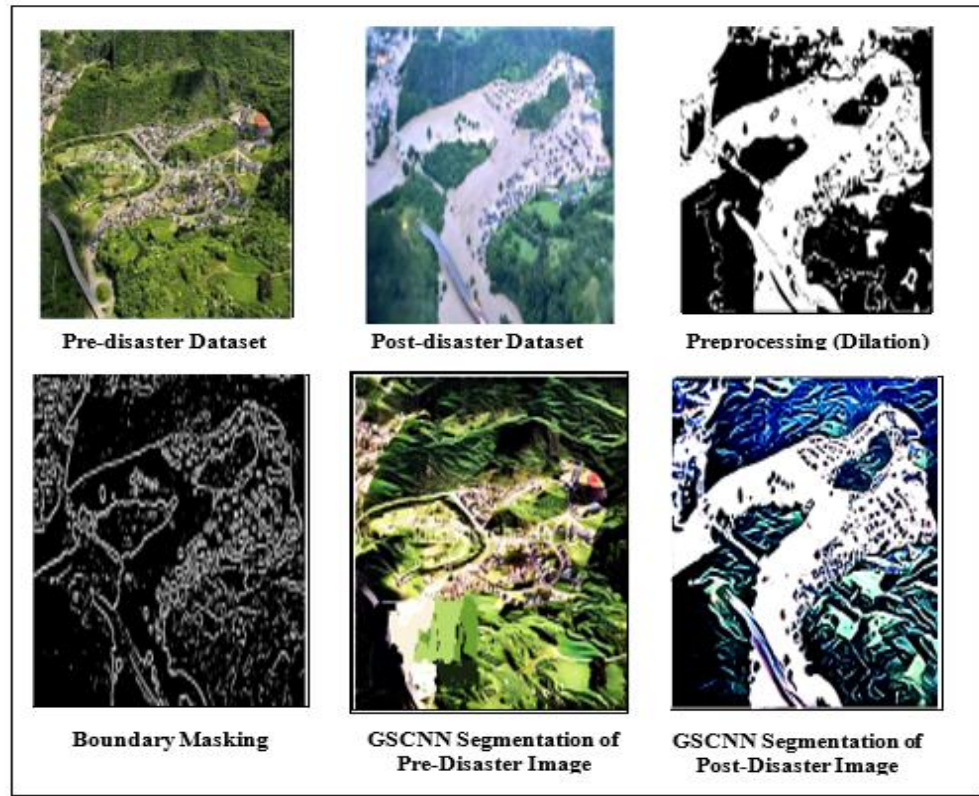 Pre-disaster Dataset
Post-disaster Dataset
Preprocessing (Dilation)
Boundary Masking
GSCNN Segmentation of
Pre-Disaster Image
GSCNN Segmentation of
Post-Disaster Image